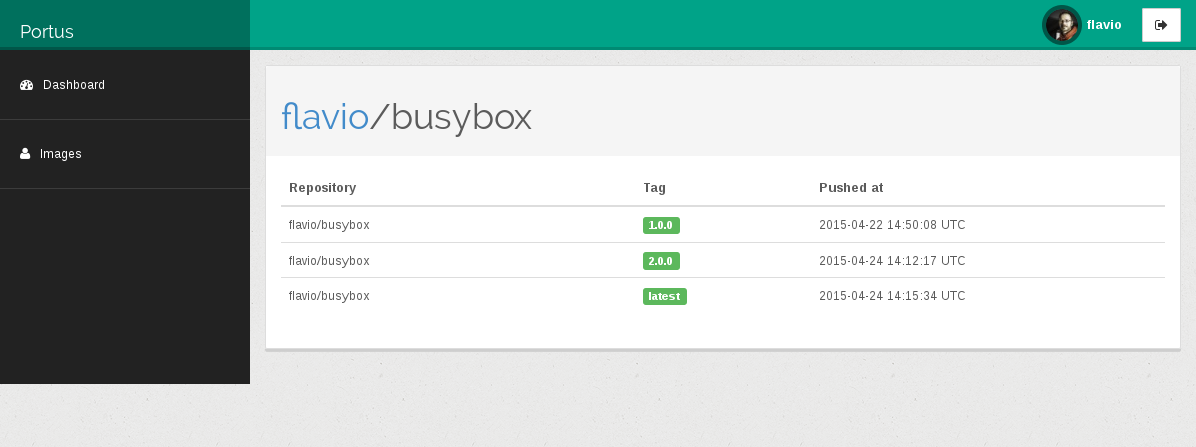 Portus
flavio
Dashboard
Images
flavio/busybox
Repository Tag Pushed at
flavio/busybox 1.0.0 2015-04-22 14:50:08 UTC
flavio/busybox 2.0.0 2015-04-24 14:12:17 UTC
flavio/busybox latest 2015-04-24 14:15:34 UTC